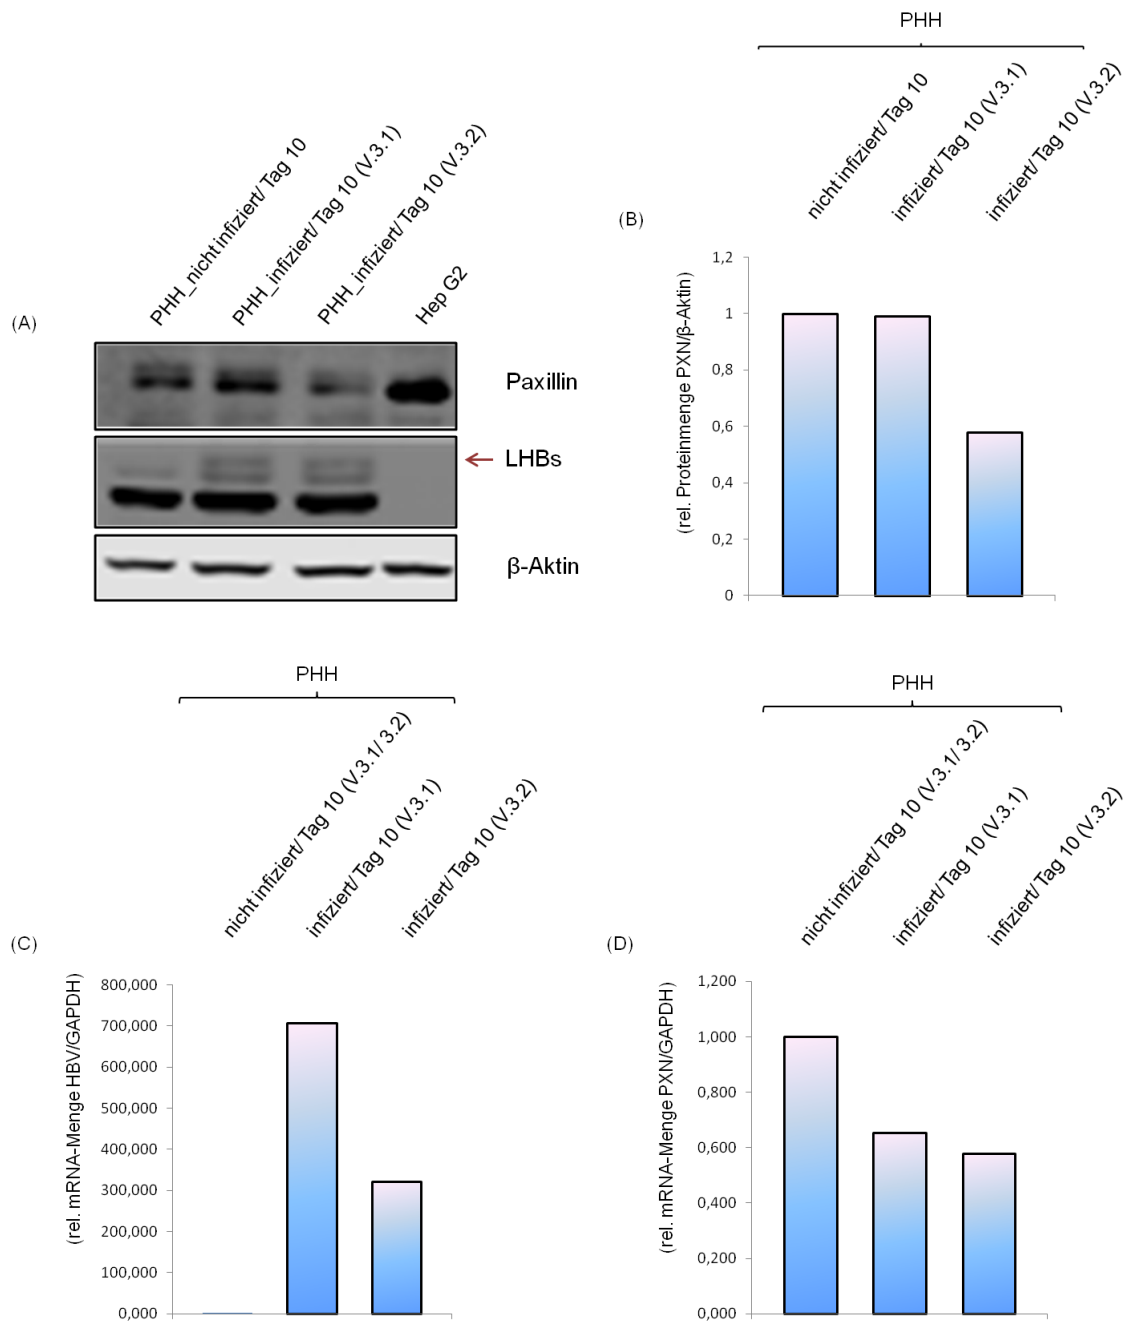 (A)
PHH_nicht infiziert/ Tag 10
PHH_infiziert/ Tag 10 (V.3.1)
PHH_infiziert/ Tag 10 (V.3.2)
Hep G2
Paxillin
LHBs
β-Aktin
(B)
PHH
nicht infiziert/ Tag 10
infiziert/ Tag 10 (V.3.1)
infiziert/ Tag 10 (V.3.2)
(rel. Proteinmenge PXN/β-Aktin)
1,2
1
0,8
0,6
0,4
0,2
0
(C)
PHH
nicht infiziert/ Tag 10 (V.3.1/ 3.2)
infiziert/ Tag 10 (V.3.1)
infiziert/ Tag 10 (V.3.2)
(rel. mRNA-Menge HBV/GAPDH)
800,000
700,000
600,000
500,000
400,000
300,000
200,000
100,000
0,000
(D)
PHH
nicht infiziert/ Tag 10 (V.3.1/ 3.2)
infiziert/ Tag 10 (V.3.1)
infiziert/ Tag 10 (V.3.2)
(rel. mRNA-Menge PXN/GAPDH)
1,200
1,000
0,800
0,600
0,400
0,200
0,000